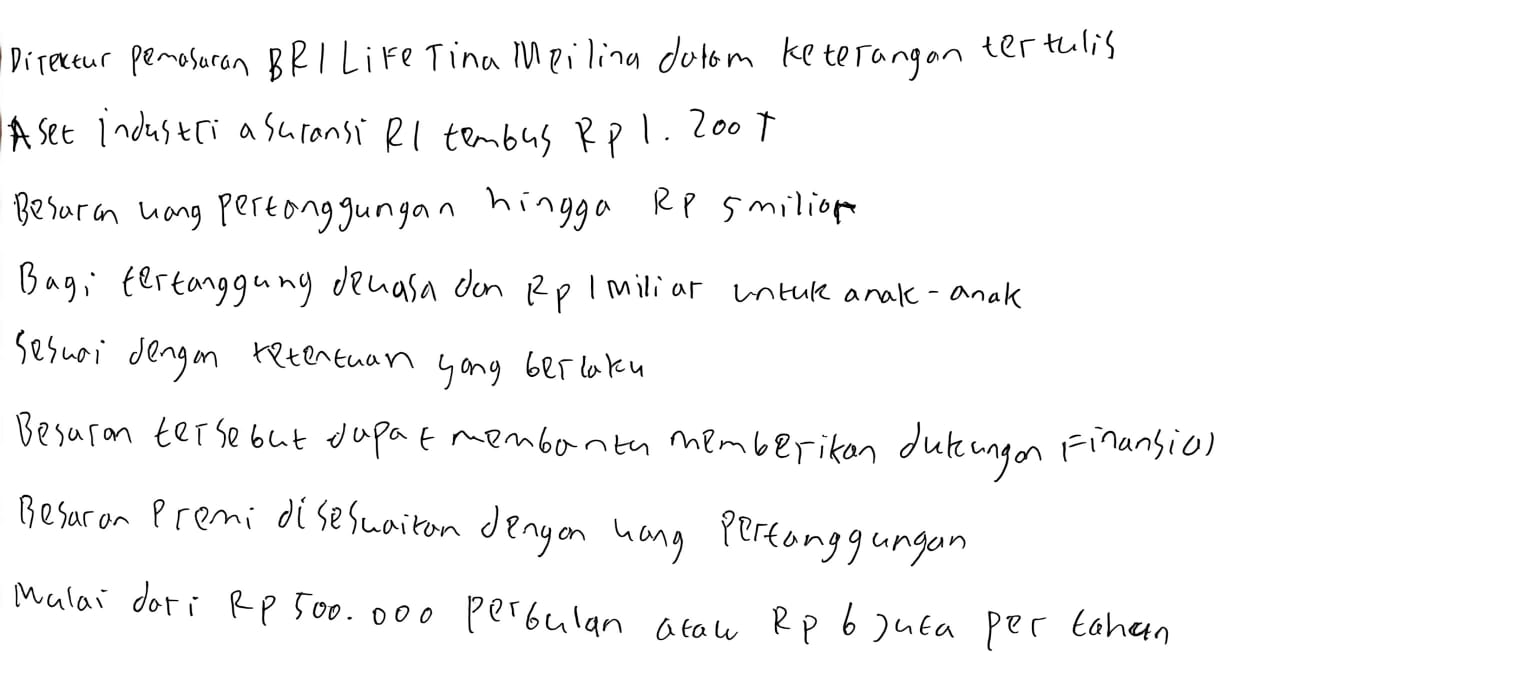 Direktur pemasaran BRI Life Tina Meilina dalam keterangan tertulis
Aset industri asuransi RI tembus Rp 1.200 T
Besaran uang pertanggungan hingga RP 5 miliar
Bagi tertanggung dewasa dan Rp 1 miliar untuk anak-anak
Sesuai dengan ketentuan yang berlaku
Besaran tersebut dapat membantu memberikan dukungan Finansial
Besaran Premi disesuaikan dengan uang Pertanggungan
Mulai dari Rp 500.000 perbulan atau Rp 6 Juta per tahun